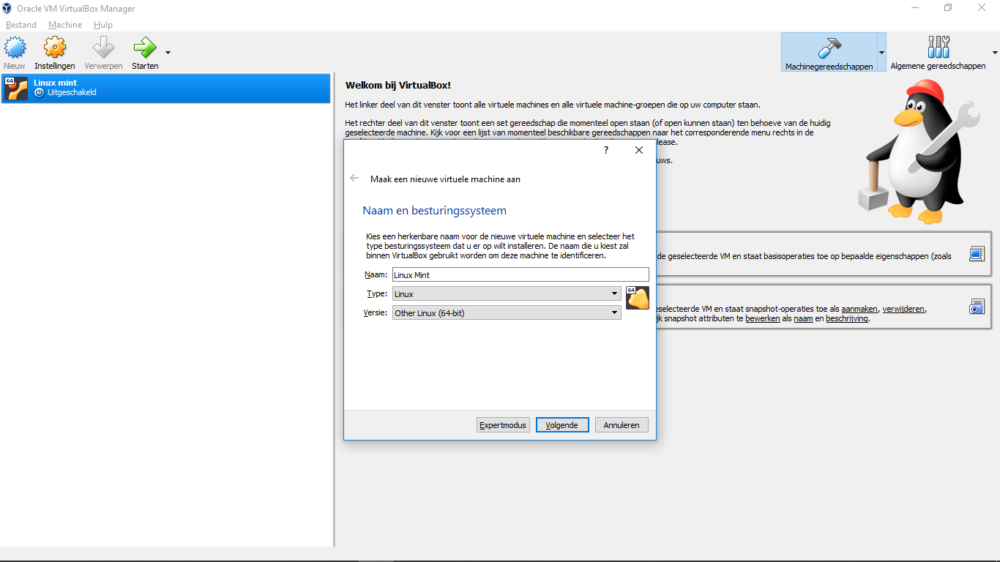 Oracle VM VirtualBox Manager
Bestand Machine Hulp
Nieuw Instellingen Verwerpen Starten
Machinegereedschappen Algemene gereedschappen
64 Linux mint
Uitgeschakeld
Welkom bij VirtualBox!
Het linker deel van dit venster toont alle virtuele machines en alle virtuele machine-groepen die op uw computer staan.
Het rechter deel van dit venster toont een set gereedschap die momenteel open staan (of open kunnen staan) ten behoeve van de huidig
geselecteerde machine. Kijk voor een lijst van momenteel beschikbare gereedschappen naar het corresponderende menu rechts in de
lease.
uws.
?
Maak een nieuwe virtuele machine aan
Naam en besturingssysteem
Kies een herkenbare naam voor de nieuwe virtuele machine en selecteer het
type besturingssysteem dat u er op wilt installeren. De naam die u kiest zal
binnen VirtualBox gebruikt worden om deze machine te identificeren.
Naam: Linux Mint
Type: Linux
64
Versie: Other Linux (64-bit)
Expertmodus Volgende Annuleren
de geselecteerde VM en staat basisoperaties toe op bepaalde eigenschappen (zoals
eselecteerde VM en staat snapshot-operaties toe als aanmaken, verwijderen,
jk snapshot attributen te bewerken als naam en beschrijving.